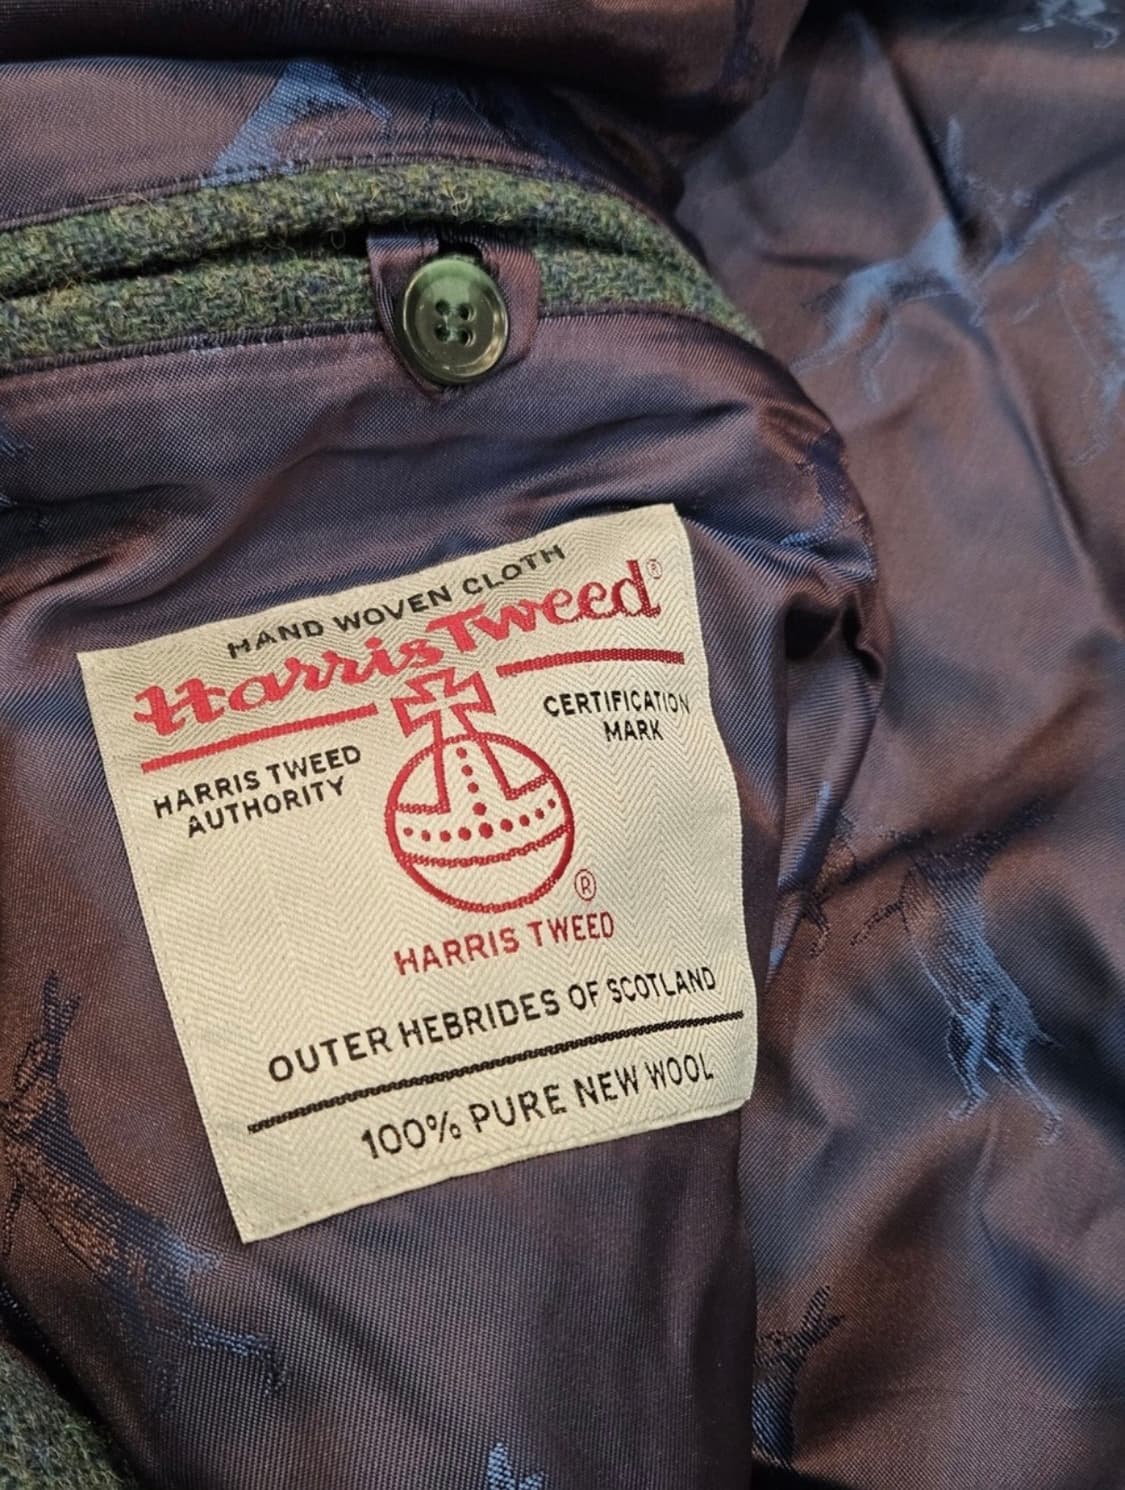 HAND WOVEN CLOTH
Harris Tweed®
HARRIS TWEED
AUTHORITY
CERTIFICATION
MARK
®
HARRIS TWEED
OUTER HEBRIDES OF SCOTLAND
100% PURE NEW WOOL